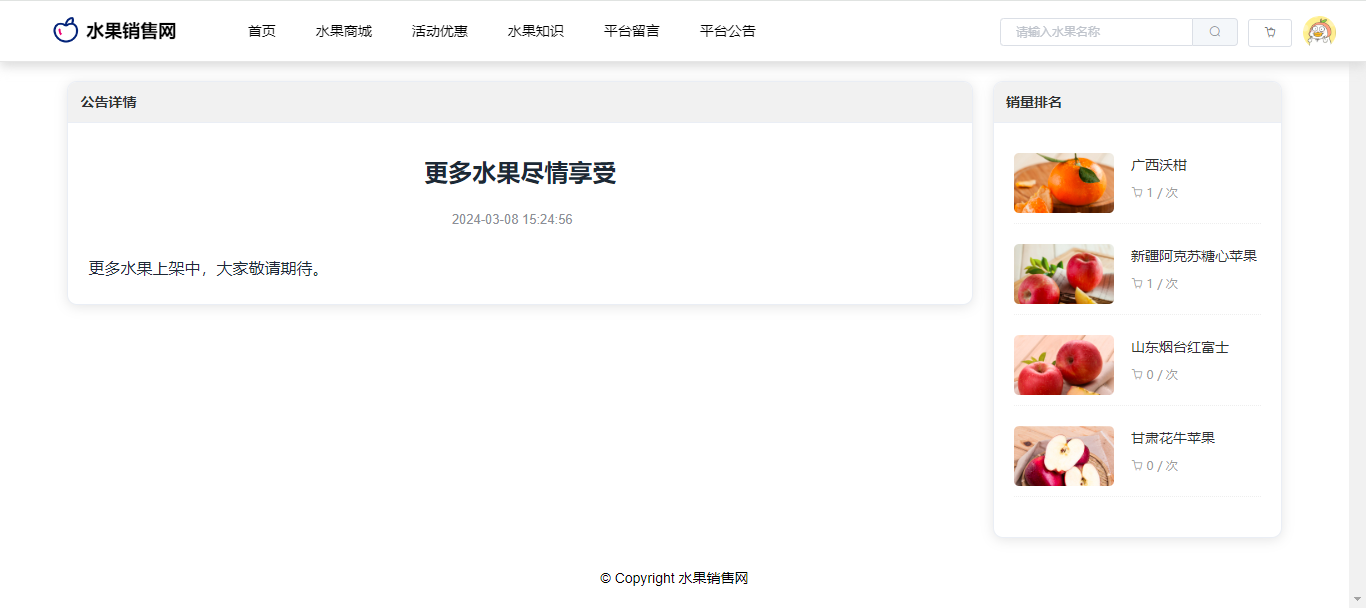 水果销售网
首页
水果商城
活动优惠
水果知识
平台留言
平台公告
请输入水果名称
公告详情
更多水果尽情享受
2024-03-08 15:24:56
更多水果上架中，大家敬请期待。
销量排名
广西沃柑
1 / 次
新疆阿克苏糖心苹果
1 / 次
山东烟台红富士
0 / 次
甘肃花牛苹果
0 / 次
© Copyright 水果销售网